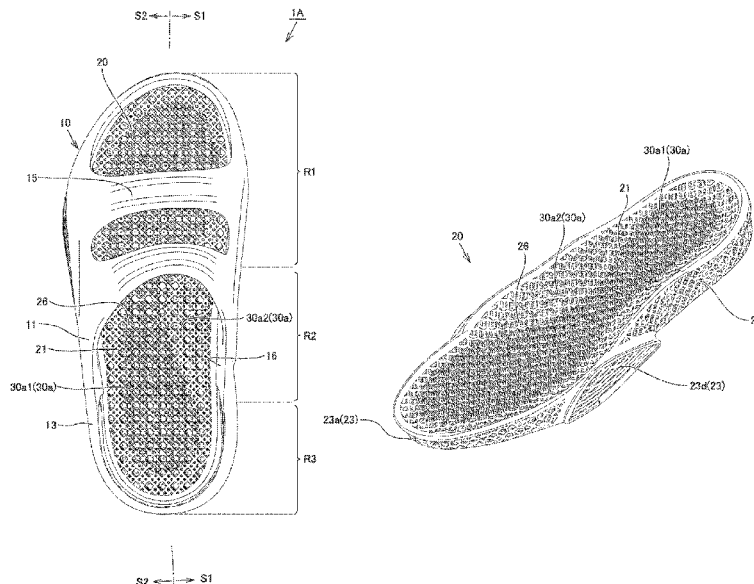 S2 S1
1A
20
10
15
R1
26
11
21
30a2(30a)
16
R2
30a1(30a)
13
R3
S2 S1
30a1(30a)
21
30a2(30a)
26
20
23d(23)
23a(23)